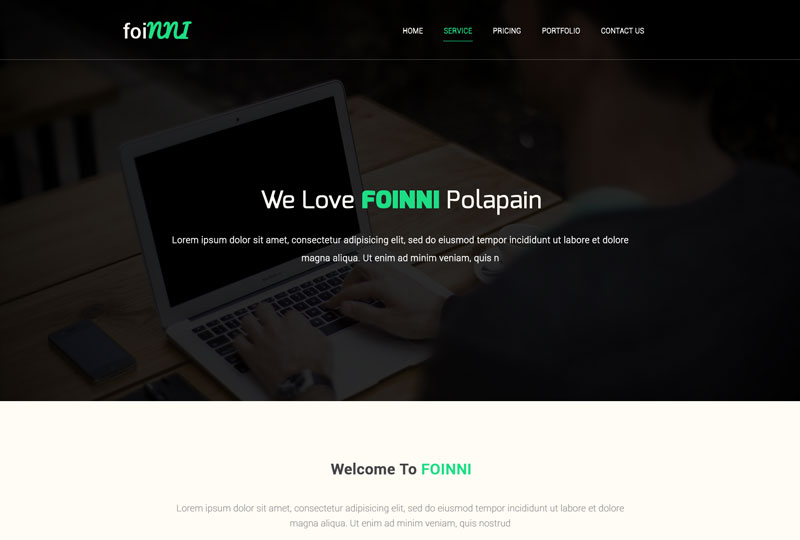 foiNNI
HOME SERVICE PRICING PORTFOLIO CONTACT US
We Love FOINNI Polapain
Lorem ipsum dolor sit amet, consectetur adipisicing elit, sed do eiusmod tempor incididunt ut labore et dolore
magna aliqua. Ut enim ad minim veniam, quis n
Welcome To FOINNI
Lorem ipsum dolor sit amet, consectetur adipisicing elit, sed do eiusmod tempor incididunt ut labore et dolore
magna aliqua. Ut enim ad minim veniam, quis nostrud